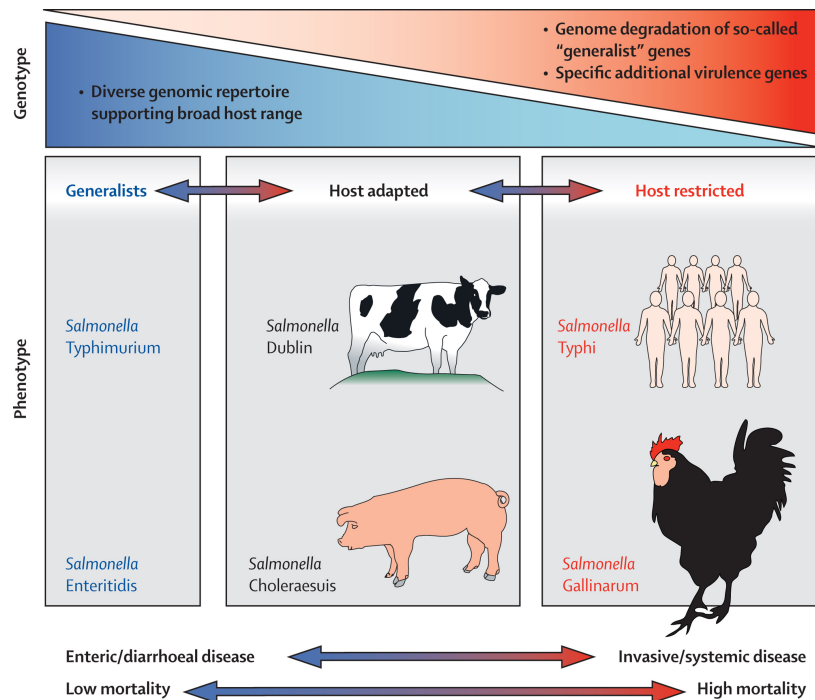 Genotype
• Genome degradation of so-called
“generalist” genes
• Specific additional virulence genes
• Diverse genomic repertoire
supporting broad host range
Phenotype
Generalists
Host adapted
Host restricted
Salmonella
Typhimurium
Salmonella
Dublin
Salmonella
Typhi
Salmonella
Enteritidis
Salmonella
Choleraesuis
Salmonella
Gallinarum
Enteric/diarrhoeal disease
Invasive/systemic disease
Low mortality
High mortality